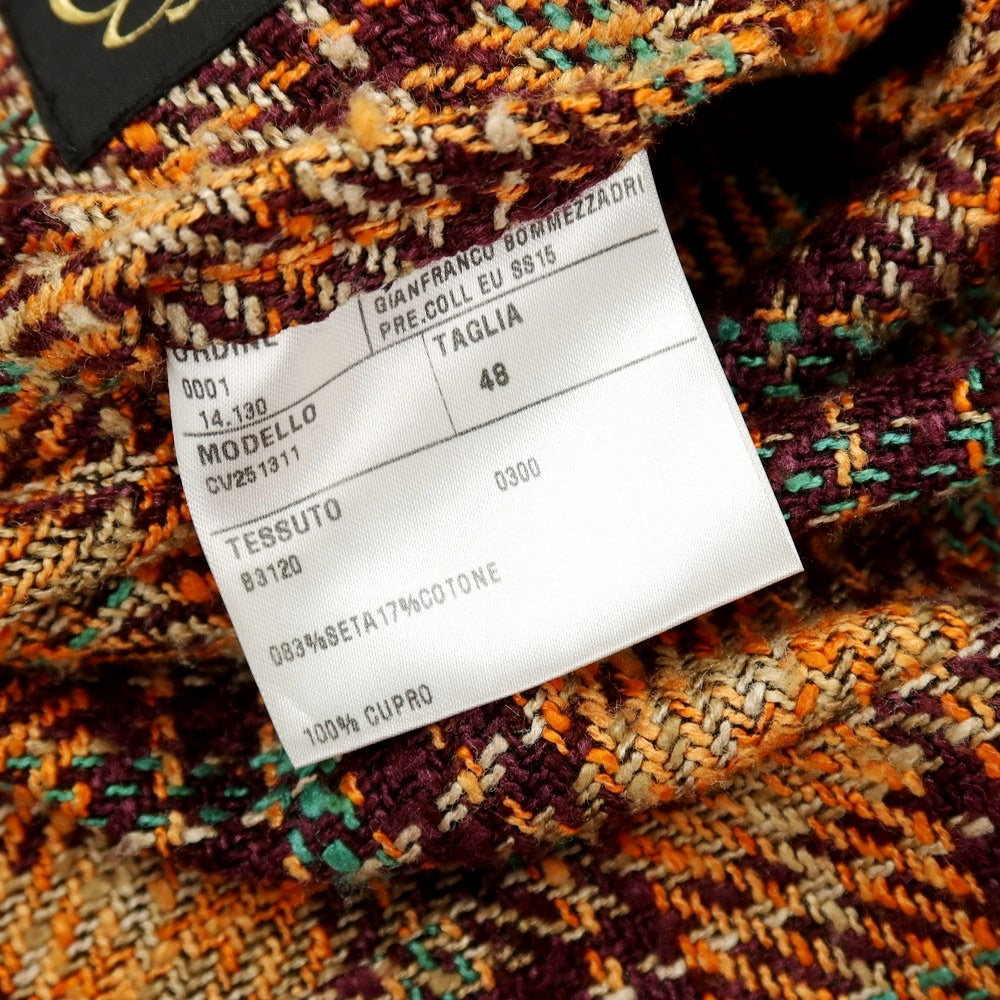 GIANFRANCO BOMMEZZADRI
PRE.COLL EU SS15
ORDINE
0001
14.130
TAGLIA
48
MODELLO
CV251311
TESSUTO
B3120
0300
083%SETA17%COTONE
100% CUPRO